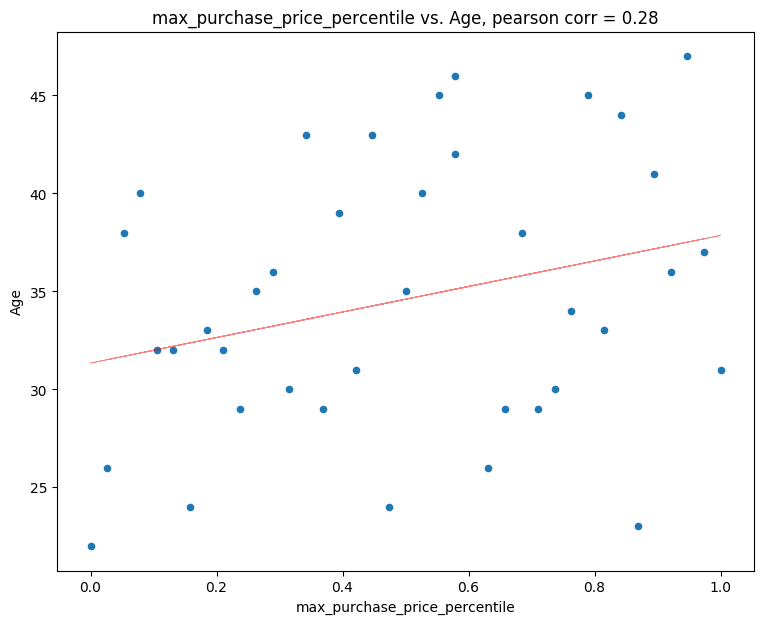 max_purchase_price_percentile vs. Age, pearson corr = 0.28
45
40
35
30
25
Age
0.0 0.2 0.4 0.6 0.8 1.0
max_purchase_price_percentile